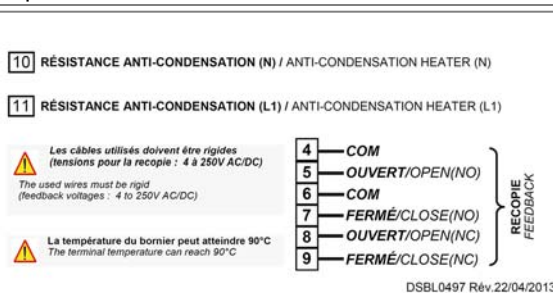 10 RÉSISTANCE ANTI-CONDENSATION (N) / ANTI-CONDENSATION HEATER (N)
11 RÉSISTANCE ANTI-CONDENSATION (L1) / ANTI-CONDENSATION HEATER (L1)
Les câbles utilisés doivent être rigides
(tensions pour la recopie : 4 à 250V AC/DC)
The used wires must be rigid
(feedback voltages : 4 to 250V AC/DC)
La température du bornier peut atteindre 90°C
The terminal temperature can reach 90°C
4 COM
5 OUVERT/OPEN(NO)
6 COM
7 FERMÉ/CLOSE(NO)
8 OUVERT/OPEN(NC)
9 FERMÉ/CLOSE(NC)
RECOPIE
FEEDBACK
DSBL0497 Rév.22/04/2013